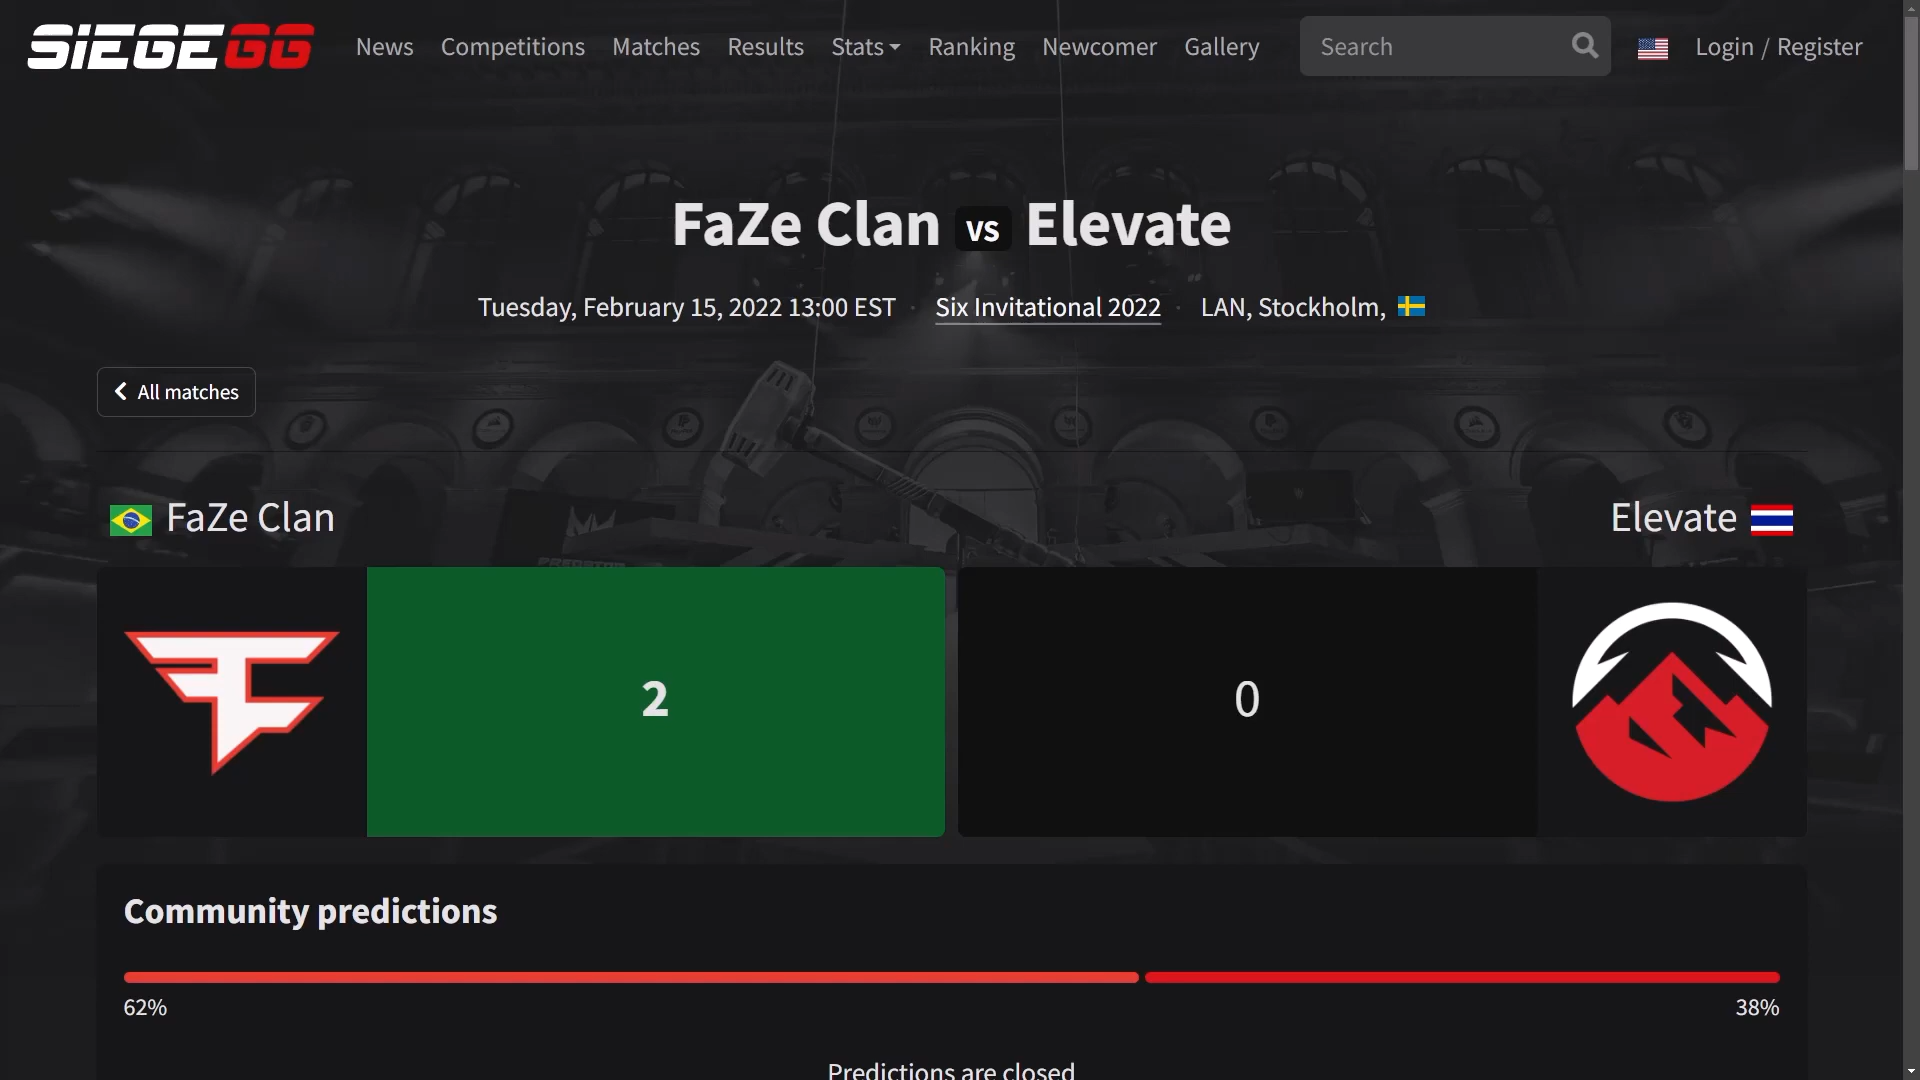 SIEGEGG
News
Competitions
Matches
Results
Stats
Ranking
Newcomer
Gallery
Search
Login / Register
FaZe Clan vs Elevate
Tuesday, February 15, 2022 13:00 EST · Six Invitational 2022 · LAN, Stockholm,
All matches
FaZe Clan
Elevate
PREDATOR
2
0
Community predictions
62%
38%
Predictions are closed